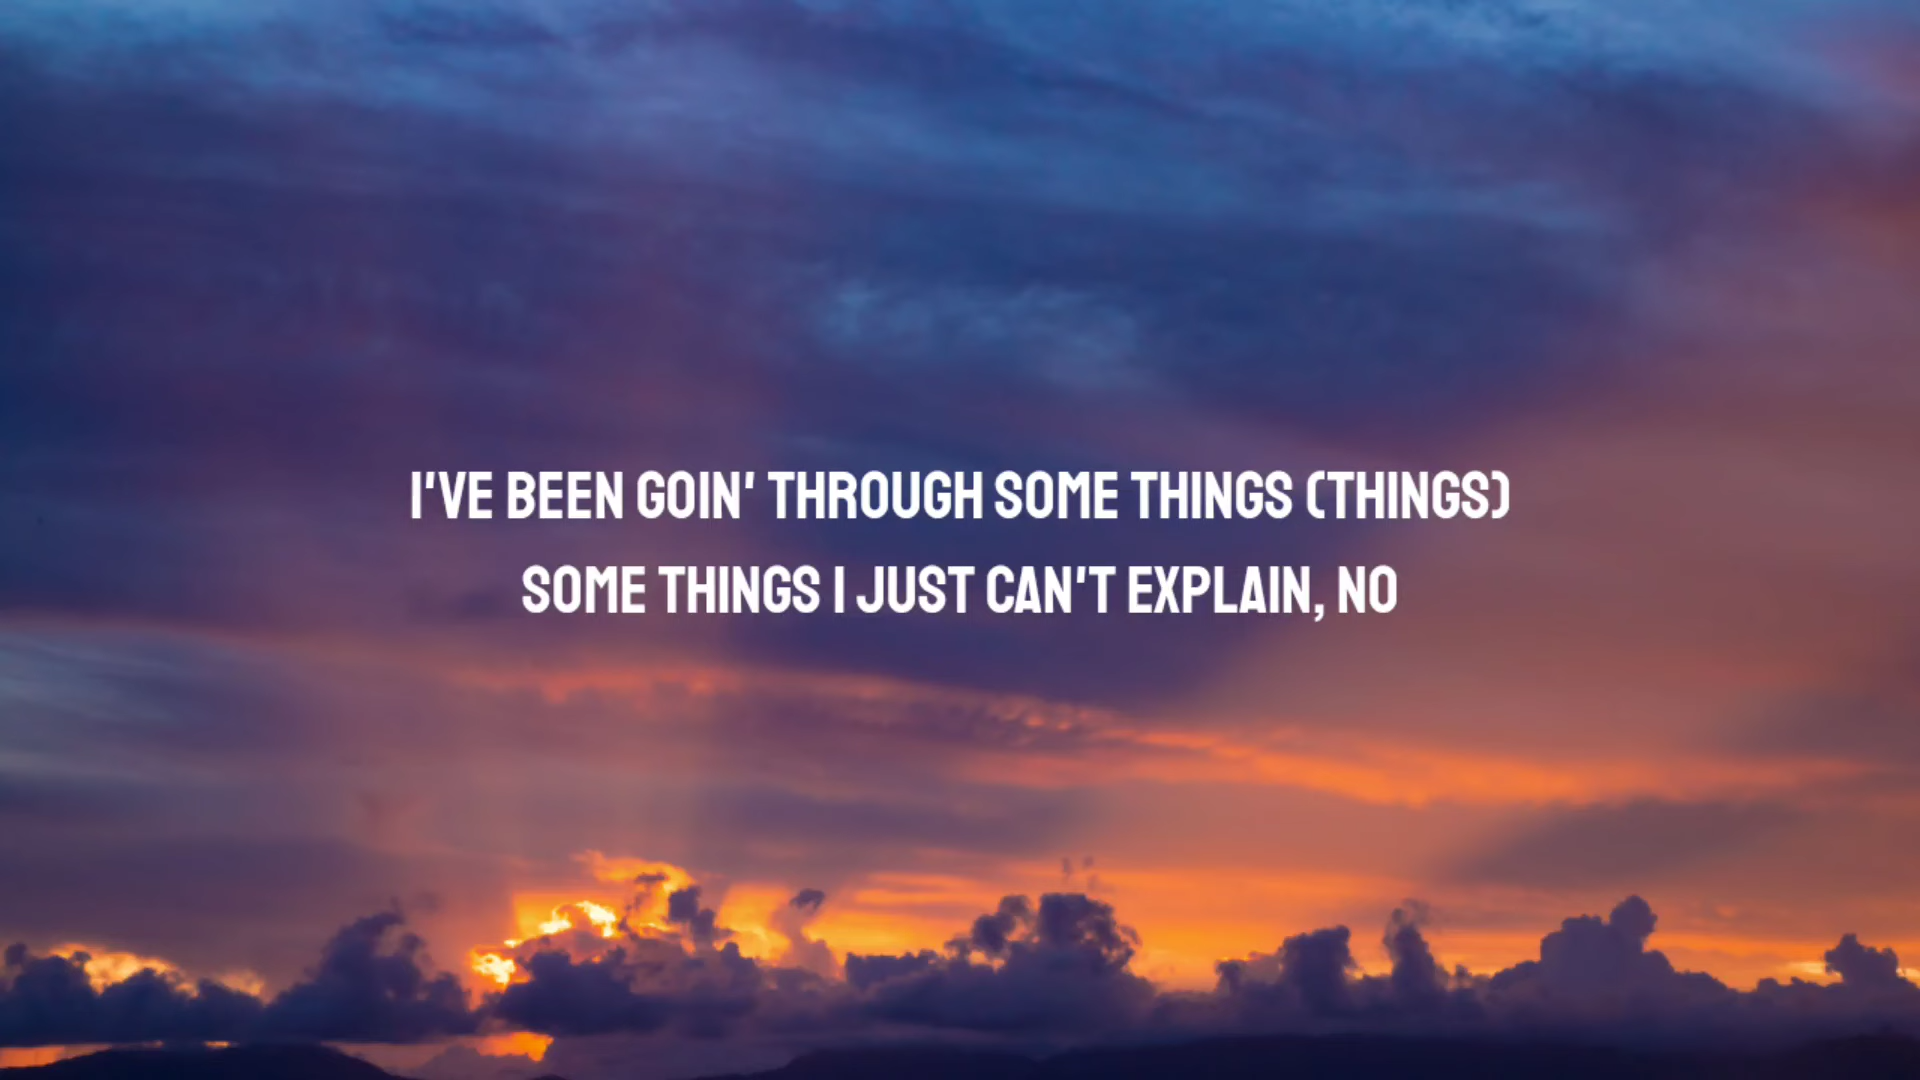 I'VE BEEN GOIN' THROUGH SOME THINGS (THINGS)
SOME THINGS I JUST CAN'T EXPLAIN, NO